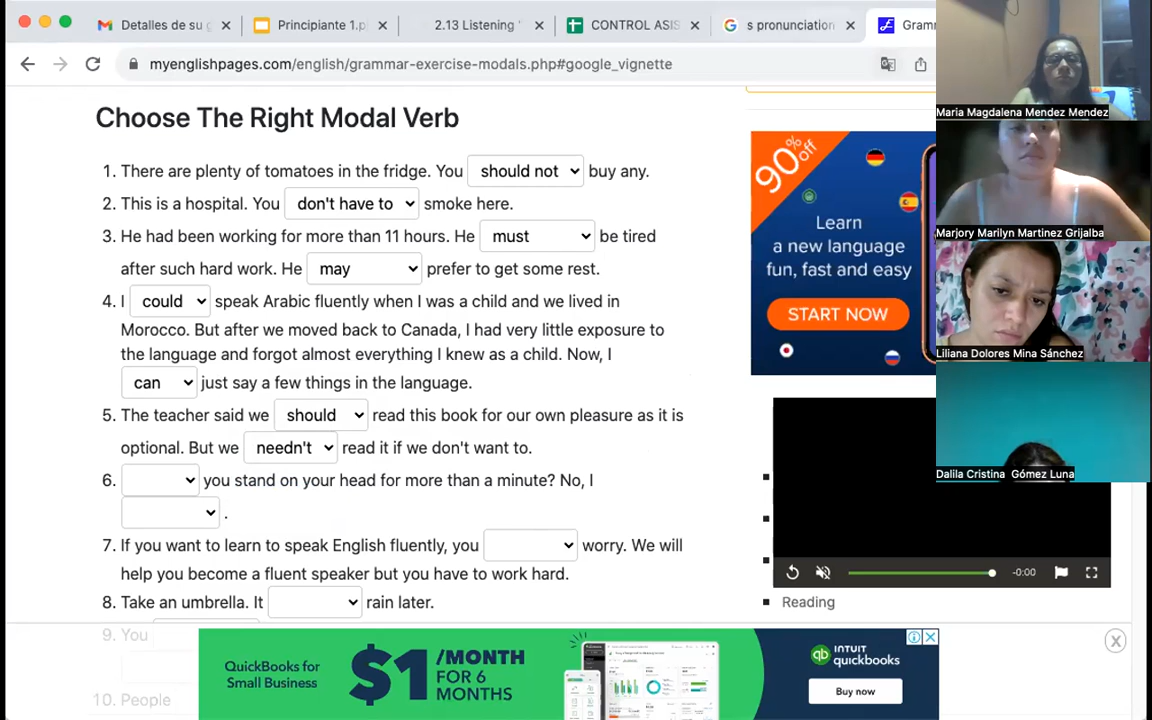 Detalles de su g
Principiante 1.p
2.13 Listening
CONTROL ASIS
s pronunciation
Gram
myenglishpages.com/english/grammar-exercise-modals.php#google_vignette
Choose The Right Modal Verb
1. There are plenty of tomatoes in the fridge. You should not buy any.
2. This is a hospital. You don't have to smoke here.
3. He had been working for more than 11 hours. He must be tired
after such hard work. He may prefer to get some rest.
4. I could speak Arabic fluently when I was a child and we lived in
Morocco. But after we moved back to Canada, I had very little exposure to
the language and forgot almost everything I knew as a child. Now, I
can just say a few things in the language.
5. The teacher said we should read this book for our own pleasure as it is
optional. But we needn't read it if we don't want to.
6. you stand on your head for more than a minute? No, I
.
7. If you want to learn to speak English fluently, you worry. We will
help you become a fluent speaker but you have to work hard.
8. Take an umbrella. It rain later.
9. You
10. People
90% off
Learn
a new language
fun, fast and easy
START NOW
-0:00
Reading
Maria Magdalena Mendez Mendez
Marjory Marilyn Martinez Grijalba
Liliana Dolores Mina Sánchez
Dalila Cristina Gómez Luna
QuickBooks for
Small Business
$1 /MONTH
FOR 6
MONTHS
qb INTUIT
quickbooks
Buy now